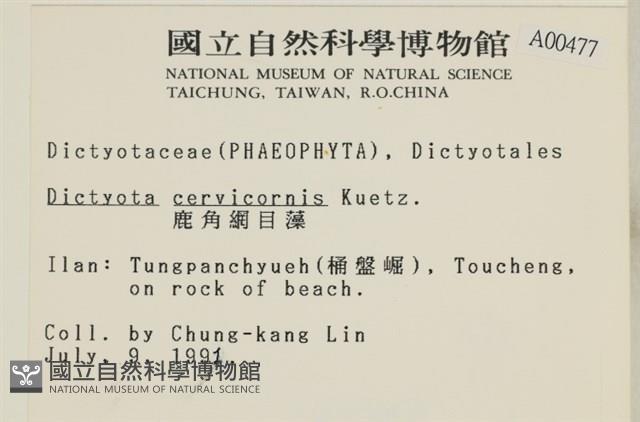 國立自然科學博物館
A00477
NATIONAL MUSEUM OF NATURAL SCIENCE
TAICHUNG, TAIWAN, R.O.CHINA
Dictyotaceae(PHAEOPHYTA), Dictyotales
Dictyota cervicornis Kuetz.
鹿角網目藻
Ilan: Tungpanchyueh(桶盤崛), Toucheng,
on rock of beach.
Coll. by Chung-kang Lin
July, 9, 1991.
國立自然科學博物館
NATIONAL MUSEUM OF NATURAL SCIENCE